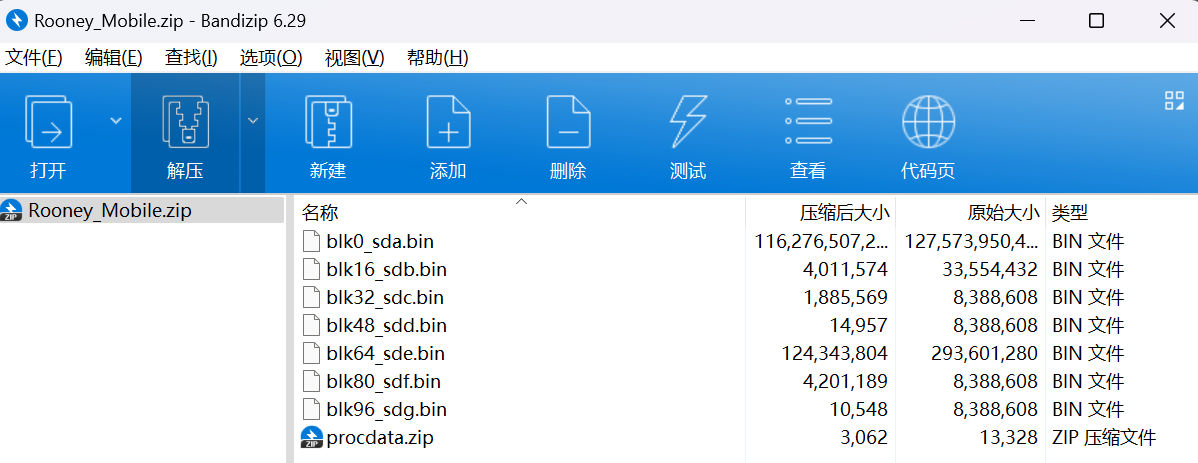 Rooney_Mobile.zip - Bandizip 6.29
文件(F) 编辑(E) 查找(I) 选项(O) 视图(V) 帮助(H)
打开 解压 新建 添加 删除 测试 查看 代码页
Rooney_Mobile.zip
名称 压缩后大小 原始大小 类型
blk0_sda.bin 116,276,507,2... 127,573,950,4... BIN 文件
blk16_sdb.bin 4,011,574 33,554,432 BIN 文件
blk32_sdc.bin 1,885,569 8,388,608 BIN 文件
blk48_sdd.bin 14,957 8,388,608 BIN 文件
blk64_sde.bin 124,343,804 293,601,280 BIN 文件
blk80_sdf.bin 4,201,189 8,388,608 BIN 文件
blk96_sdg.bin 10,548 8,388,608 BIN 文件
procdata.zip 3,062 13,328 ZIP 压缩文件